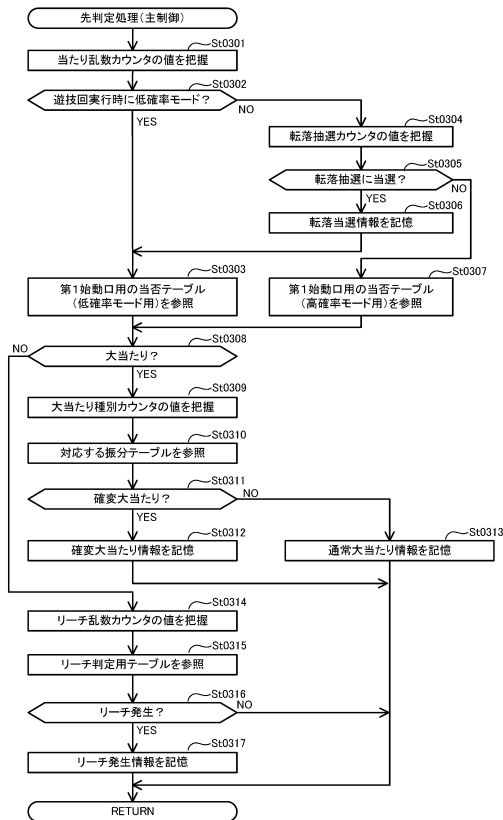 先判定処理(主制御)
St0301
当たり乱数カウンタの値を把握
St0302
遊技回実行時に低確率モード?
NO
YES
St0304
転落抽選カウンタの値を把握
St0305
転落抽選に当選?
NO
YES
St0306
転落当選情報を記憶
St0303
第1始動口用の当否テーブル
(低確率モード用)を参照
St0307
第1始動口用の当否テーブル
(高確率モード用)を参照
St0308
NO
大当たり?
YES
St0309
大当たり種別カウンタの値を把握
St0310
対応する振分テーブルを参照
St0311
確変大当たり?
NO
YES
St0312
確変大当たり情報を記憶
St0313
通常大当たり情報を記憶
St0314
リーチ乱数カウンタの値を把握
St0315
リーチ判定用テーブルを参照
St0316
リーチ発生?
NO
YES
St0317
リーチ発生情報を記憶
RETURN